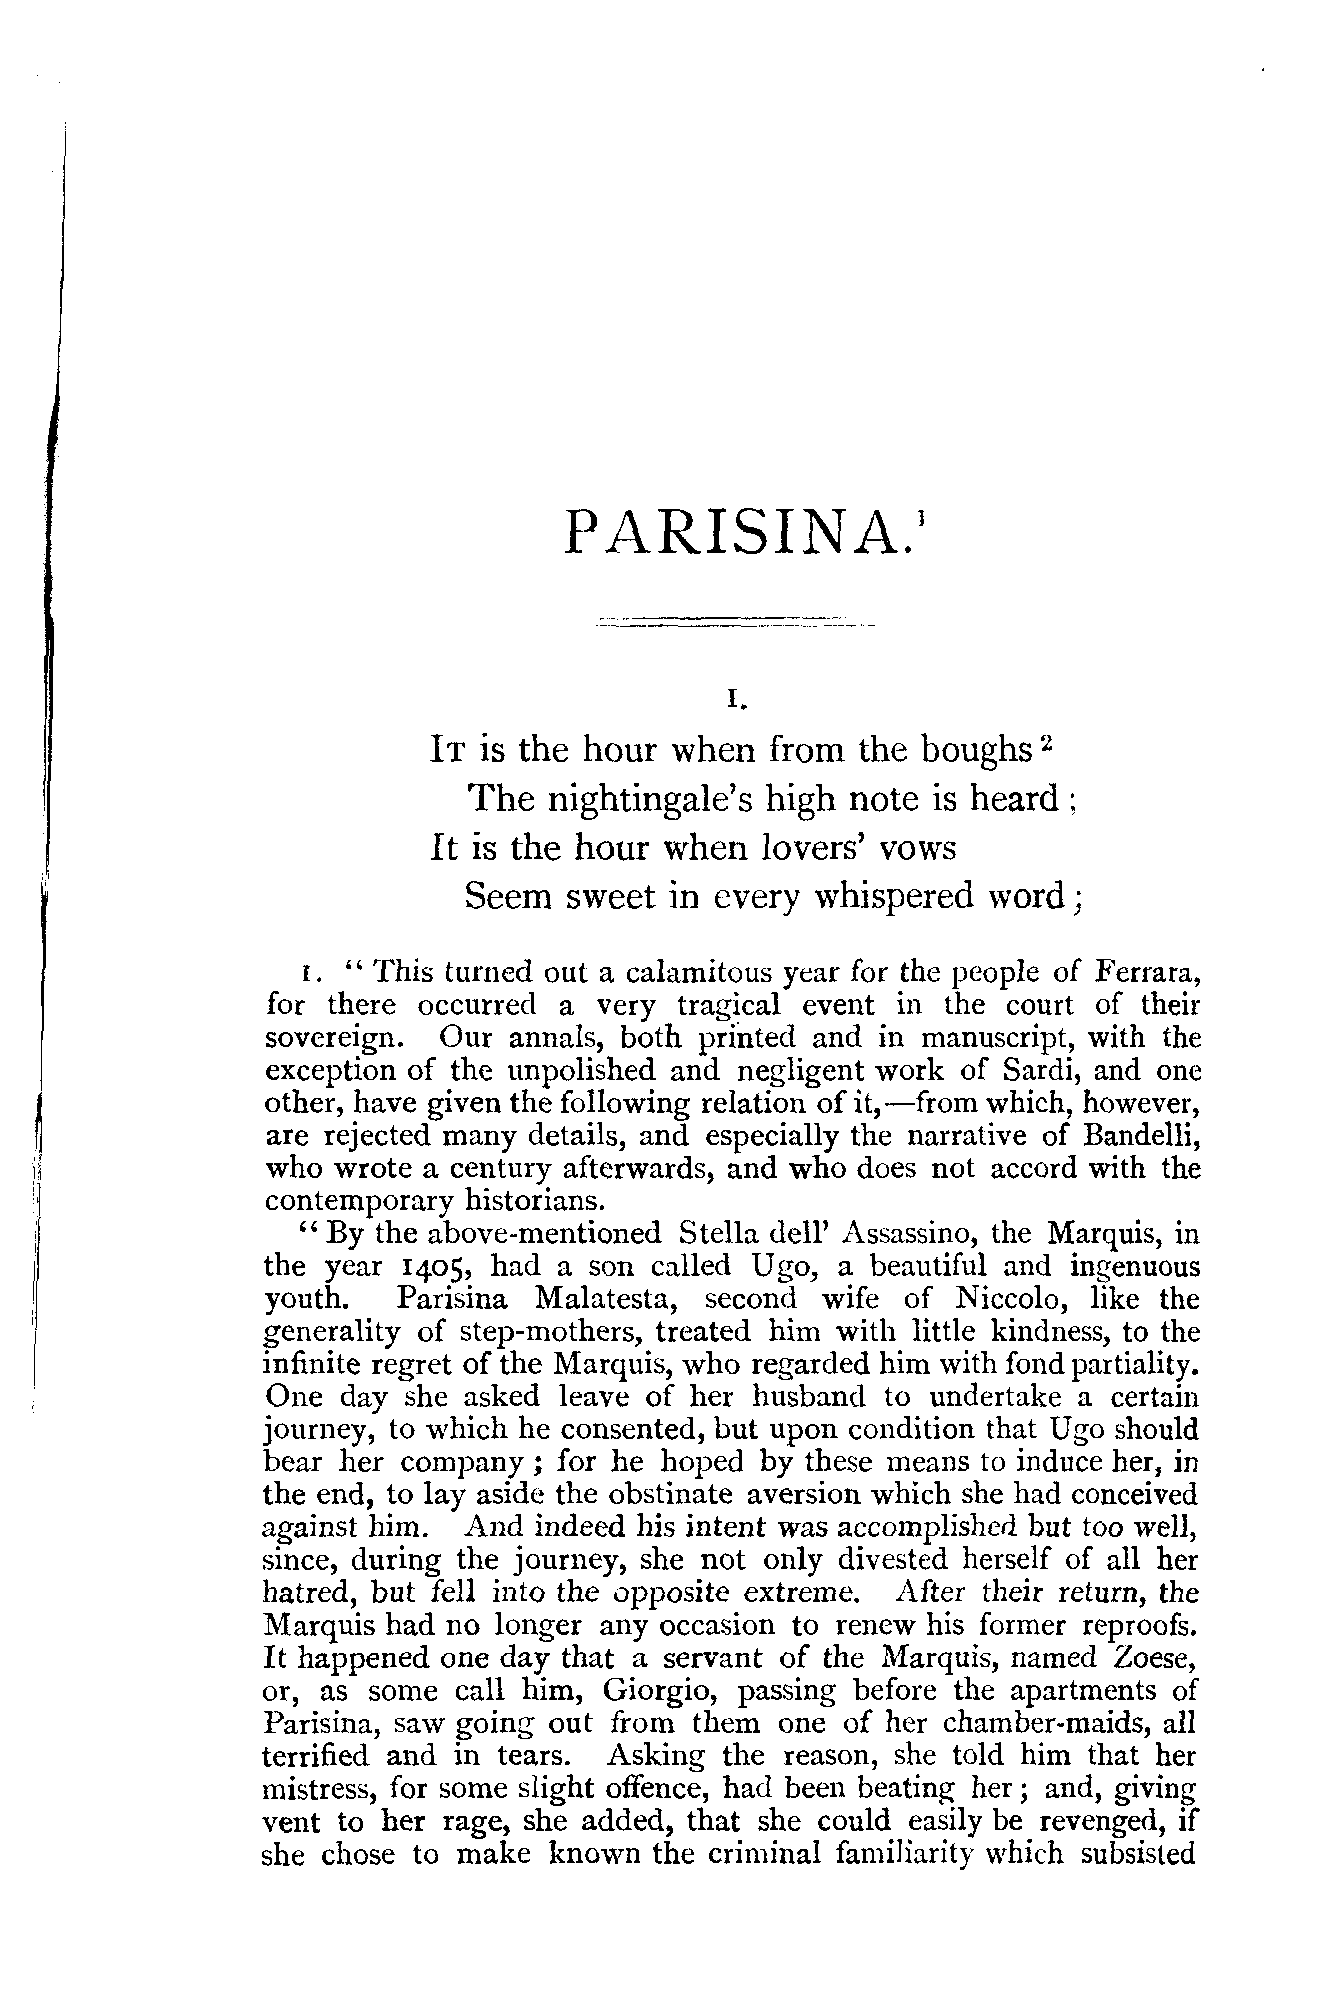 PARISINA.¹
I.
IT is the hour when from the boughs ²
The nightingale's high note is heard ;
It is the hour when lovers' vows
Seem sweet in every whispered word ;
1. “ This turned out a calamitous year for the people of Ferrara,
for there occurred a very tragical event in the court of their
sovereign. Our annals, both printed and in manuscript, with the
exception of the unpolished and negligent work of Sardi, and one
other, have given the following relation of it,—from which, however,
are rejected many details, and especially the narrative of Bandelli,
who wrote a century afterwards, and who does not accord with the
contemporary historians.
“ By the above-mentioned Stella dell' Assassino, the Marquis, in
the year 1405, had a son called Ugo, a beautiful and ingenuous
youth. Parisina Malatesta, second wife of Niccolo, like the
generality of step-mothers, treated him with little kindness, to the
infinite regret of the Marquis, who regarded him with fond partiality.
One day she asked leave of her husband to undertake a certain
journey, to which he consented, but upon condition that Ugo should
bear her company ; for he hoped by these means to induce her, in
the end, to lay aside the obstinate aversion which she had conceived
against him. And indeed his intent was accomplished but too well,
since, during the journey, she not only divested herself of all her
hatred, but fell into the opposite extreme. After their return, the
Marquis had no longer any occasion to renew his former reproofs.
It happened one day that a servant of the Marquis, named Zoese,
or, as some call him, Giorgio, passing before the apartments of
Parisina, saw going out from them one of her chamber-maids, all
terrified and in tears. Asking the reason, she told him that her
mistress, for some slight offence, had been beating her ; and, giving
vent to her rage, she added, that she could easily be revenged, if
she chose to make known the criminal familiarity which subsisted